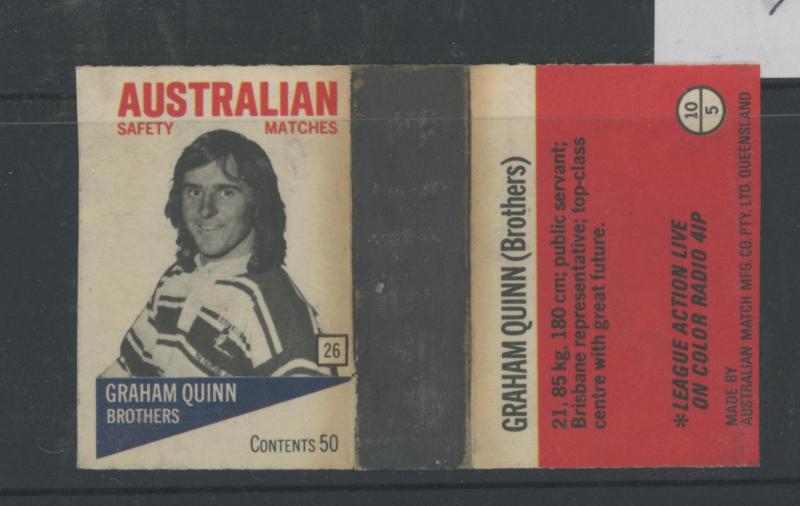 AUSTRALIAN
SAFETY MATCHES
26
GRAHAM QUINN
BROTHERS
CONTENTS 50
GRAHAM QUINN (Brothers)
21, 85 kg, 180 cm; public servant;
Brisbane representative; top-class
centre with great future.
10
5
*LEAGUE ACTION LIVE
ON COLOR RADIO 4IP
MADE BY
AUSTRALIAN MATCH MFG. CO. PTY. LTD. QUEENSLAND